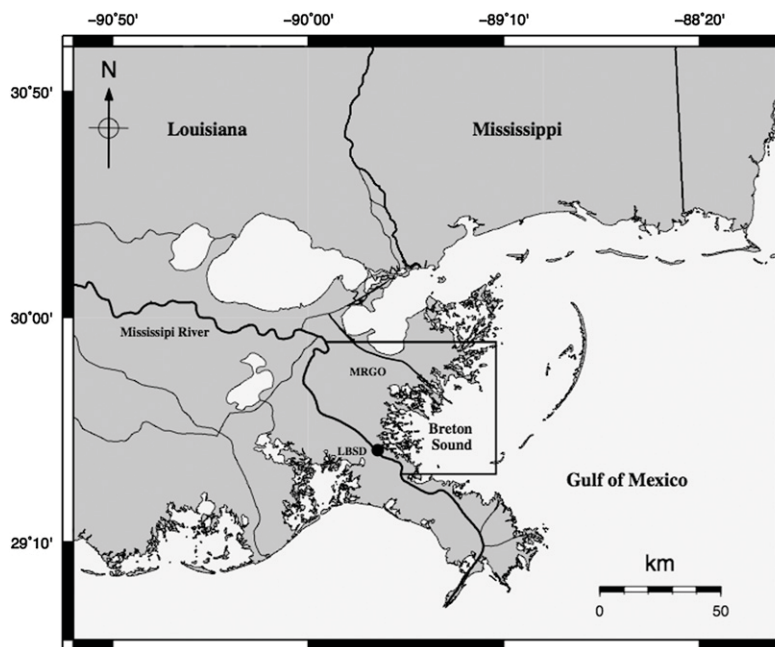 −90˚50' −90˚00' −89˚10' −88˚20'
N
30˚50'
Louisiana Mississippi
30˚00'
Mississipi River
MRGO
Breton
Sound
LBSD
Gulf of Mexico
29˚10'
km
0 50